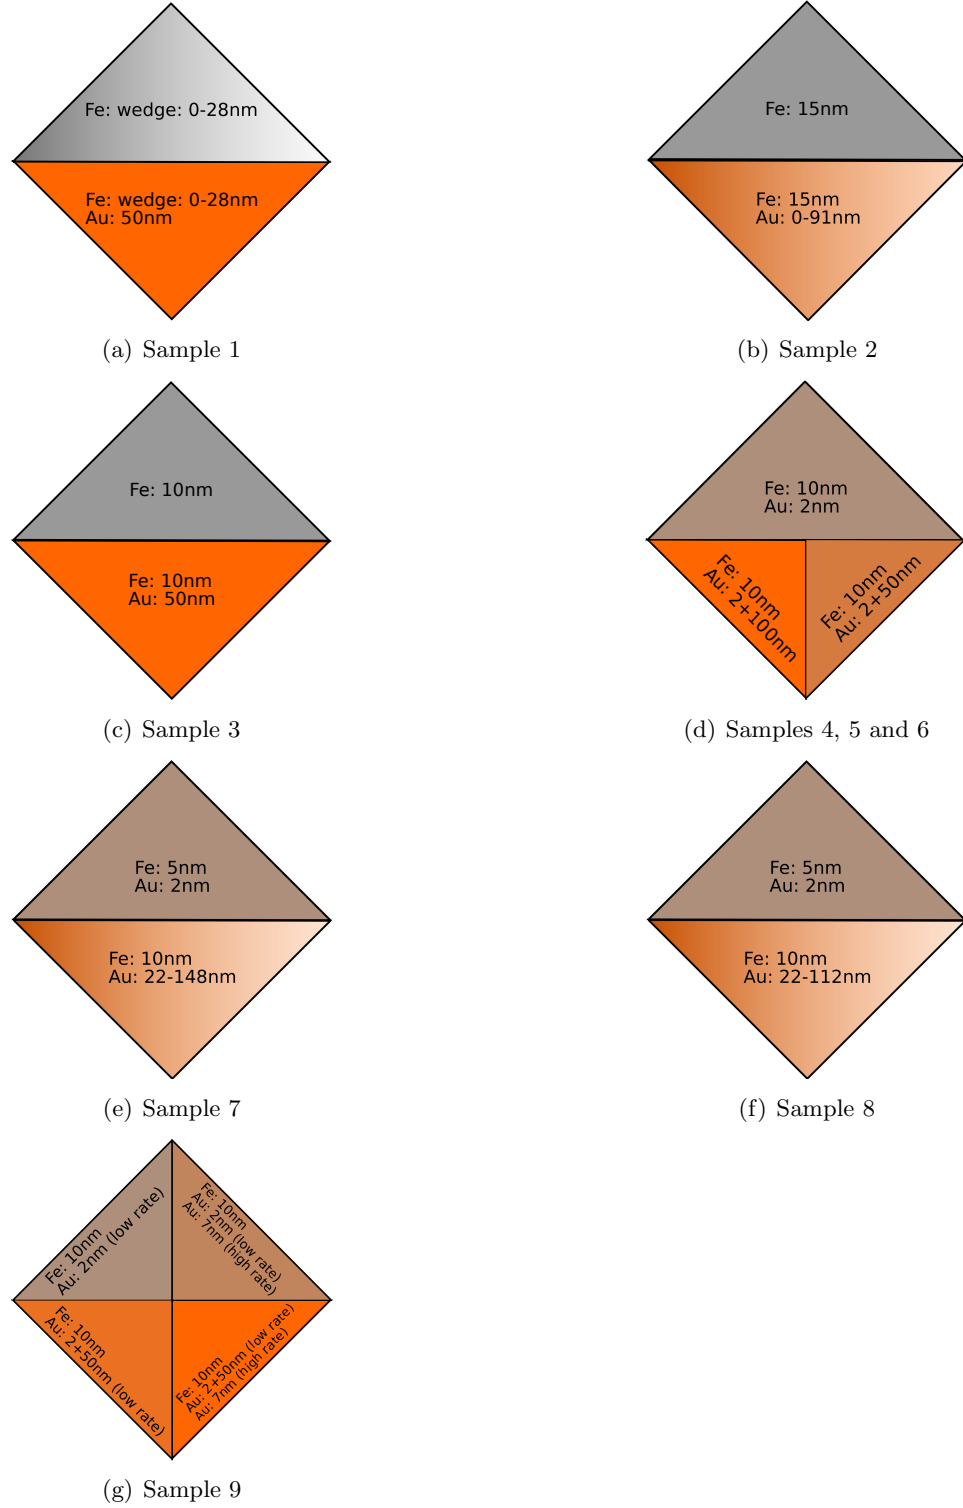 Fe: wedge: 0-28nm
Fe: wedge: 0-28nm
Au: 50nm
(a) Sample 1
Fe: 15nm
Fe: 15nm
Au: 0-91nm
(b) Sample 2
Fe: 10nm
Fe: 10nm
Au: 50nm
(c) Sample 3
Fe: 10nm
Au: 2nm
Fe: 10nm
Au: 2+100nm
Fe: 10nm
Au: 2+50nm
(d) Samples 4, 5 and 6
Fe: 5nm
Au: 2nm
Fe: 10nm
Au: 22-148nm
(e) Sample 7
Fe: 5nm
Au: 2nm
Fe: 10nm
Au: 22-112nm
(f) Sample 8
Fe: 10nm
Au: 2nm (low rate)
Fe: 10nm
Au: 2nm (low rate)
Au: 7nm (high rate)
Fe: 10nm
Au: 2+50nm (low rate)
Fe: 10nm
Au: 2+50nm (low rate)
Au: 7nm (high rate)
(g) Sample 9